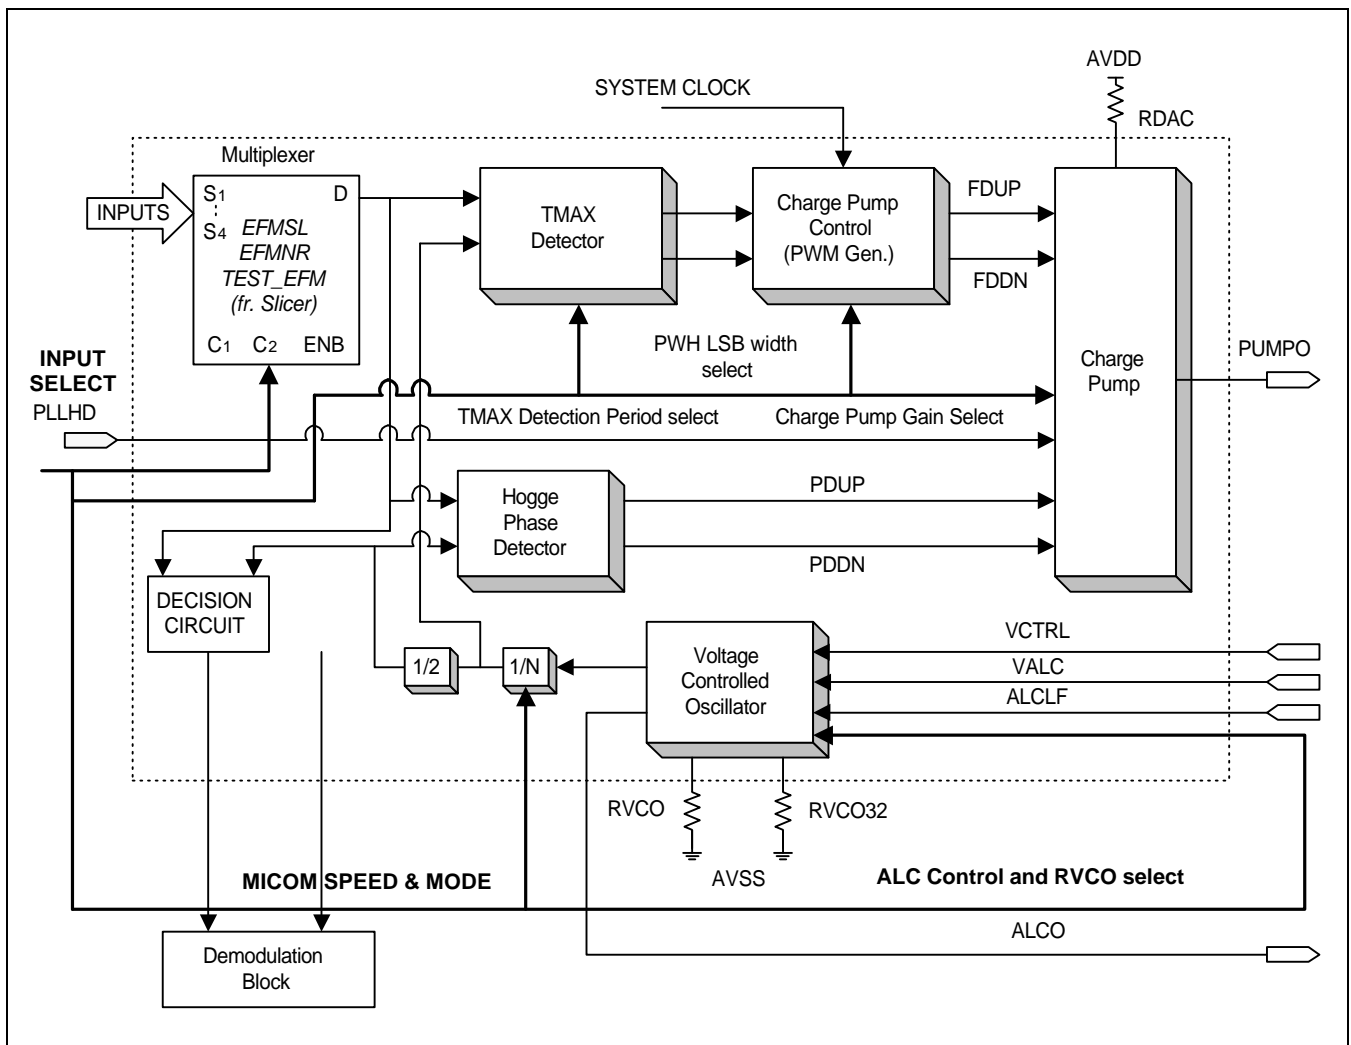 AVDD
SYSTEM CLOCK
RDAC
Multiplexer
INPUTS
S1
D
S4
EFMSL
EFMNR
TEST_EFM
(fr. Slicer)
C1 C2 ENB
TMAX
Detector
Charge Pump
Control
(PWM Gen.)
FDUP
FDDN
Charge
Pump
PUMPO
INPUT
SELECT
PLLHD
PWH LSB width
select
TMAX Detection Period select
Charge Pump Gain Select
Hogge
Phase
Detector
PDUP
PDDN
DECISION
CIRCUIT
1/2
1/N
Voltage
Controlled
Oscillator
VCTRL
VALC
ALCLF
RVCO
RVCO32
AVSS
MICOM SPEED & MODE
ALC Control and RVCO select
ALCO
Demodulation
Block